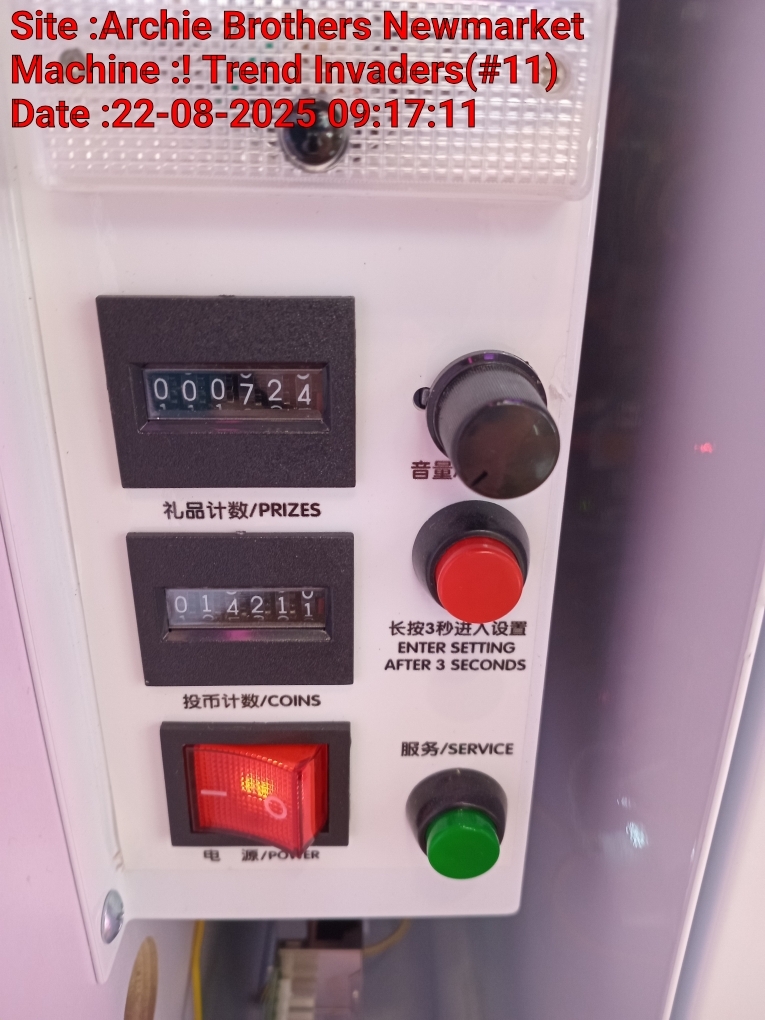 Site :Archie Brothers Newmarket
Machine :! Trend Invaders(#11)
Date :22-08-2025 09:17:11
000724
音量
礼品计数/PRIZES
014211
长按3秒进入设置
ENTER SETTING
AFTER 3 SECONDS
投币计数/COINS
服务/SERVICE
电 源/POWER